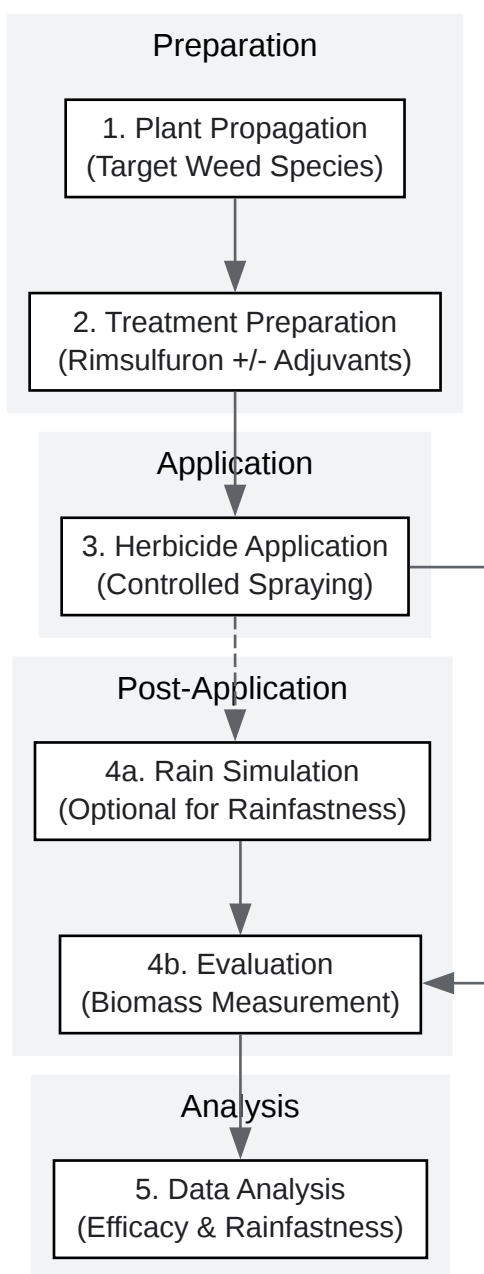 Preparation
1. Plant Propagation
(Target Weed Species)
2. Treatment Preparation
(Rimsulfuron +/- Adjuvants)
Application
3. Herbicide Application
(Controlled Spraying)
Post-Application
4a. Rain Simulation
(Optional for Rainfastness)
4b. Evaluation
(Biomass Measurement)
Analysis
5. Data Analysis
(Efficacy & Rainfastness)